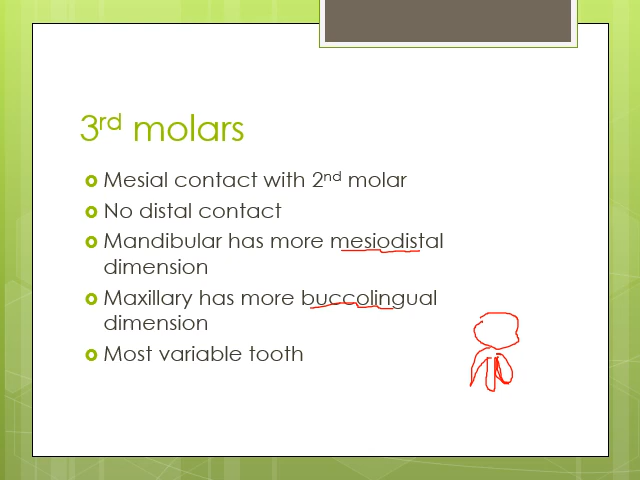 3rd molars
Mesial contact with 2nd molar
No distal contact
Mandibular has more mesiodistal
dimension
Maxillary has more buccolingual
dimension
Most variable tooth